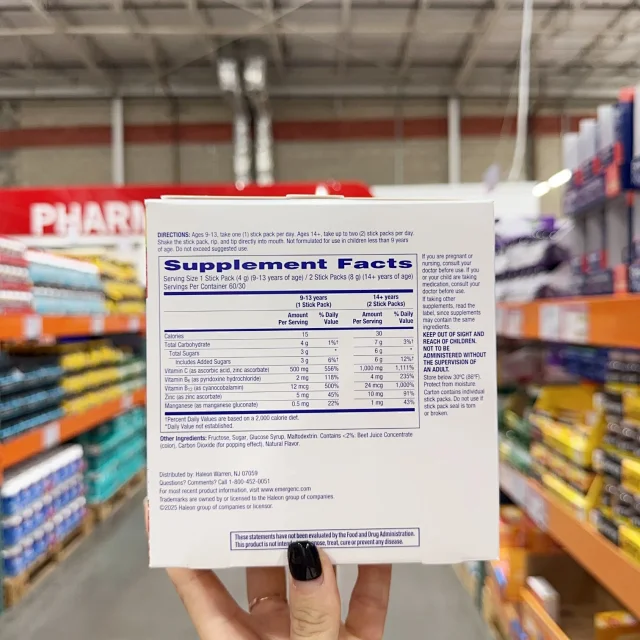 PHARM
DIRECTIONS: Ages 9-13, take one (1) stick pack per day. Ages 14+, take up to two (2) stick packs per day.
Shake the stick pack, rip, and tip directly into mouth. Not formulated for use in children less than 9 years
of age. Do not exceed suggested use.
Supplement Facts
Serving Size 1 Stick Pack (4 g) (9-13 years of age) / 2 Stick Packs (8 g) (14+ years of age)
Servings Per Container 60/30
9-13 years (1 Stick Pack) 14+ years (2 Stick Packs)
Amount Per Serving % Daily Value Amount Per Serving % Daily Value
Calories 15 30
Total Carbohydrate 4 g 1%† 7 g 3%†
Total Sugars 3 g * 6 g *
Includes Added Sugars 3 g 6%† 6 g 12%†
Vitamin C (as ascorbic acid, zinc ascorbate) 500 mg 556% 1,000 mg 1,111%
Vitamin B6 (as pyridoxine hydrochloride) 2 mg 118% 4 mg 235%
Vitamin B12 (as cyanocobalamin) 12 mcg 500% 24 mcg 1,000%
Zinc (as zinc ascorbate) 5 mg 45% 10 mg 91%
Manganese (as manganese gluconate) 0.5 mg 22% 1 mg 43%
†Percent Daily Values are based on a 2,000 calorie diet.
*Daily Value not established.
Other Ingredients: Fructose, Sugar, Glucose Syrup, Maltodextrin. Contains <2%: Beet Juice Concentrate
(color), Carbon Dioxide (for popping effect), Natural Flavor.
If you are pregnant or
nursing, consult your
doctor before use. If you
or your child are taking
medication, consult your
doctor before use.
If taking other
supplements, read the
label, since supplements
may contain the same
ingredients.
KEEP OUT OF SIGHT AND
REACH OF CHILDREN.
NOT TO BE
ADMINISTERED WITHOUT
THE SUPERVISION OF
AN ADULT.
Store below 30ºC (86ºF).
Protect from moisture.
Carton contains individual
stick packs. Do not use if
stick pack seal is torn
or broken.
Distributed by: Haleon Warren, NJ 07059
Questions? Comments? Call 1-800-452-0051
For most recent product information, visit www.emergenc.com
Trademarks are owned by or licensed to the Haleon group of companies.
©2025 Haleon group of companies or licensor.
These statements have not been evaluated by the Food and Drug Administration.
This product is not treat, cure or prevent any disease.